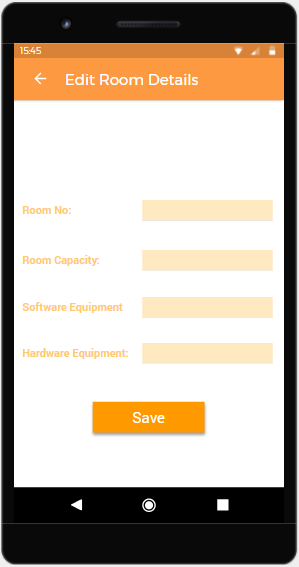 15:45
Edit Room Details
Room No:
Room Capacity:
Software Equipment
Hardware Equipment:
Save